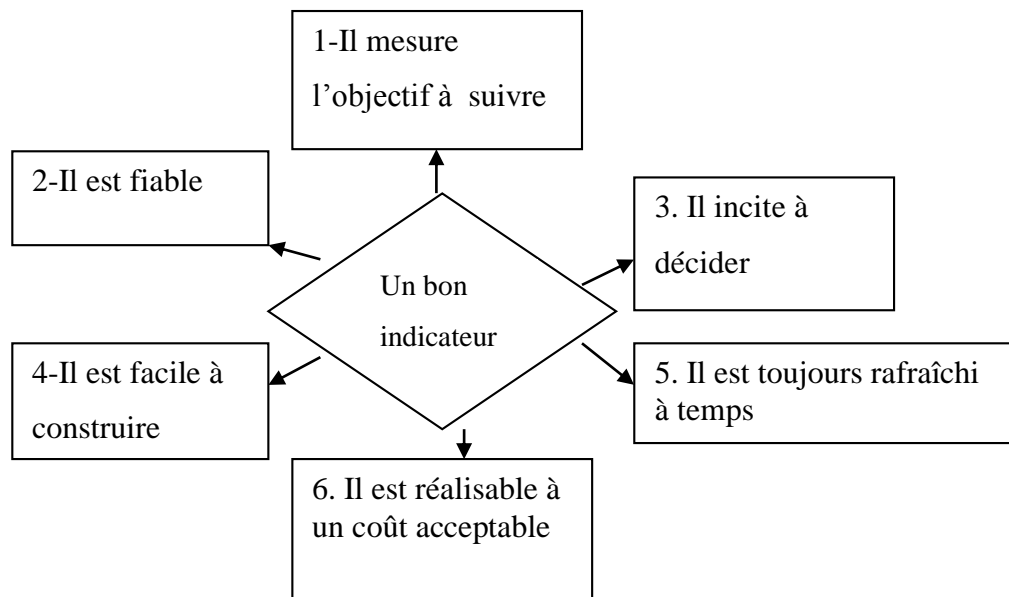 1-Il mesure
l’objectif à  suivre
2-Il est fiable
3. Il incite à
décider
Un bon
indicateur
4-Il est facile à
construire
5. Il est toujours rafraîchi
à temps
6. Il est réalisable à
un coût acceptable